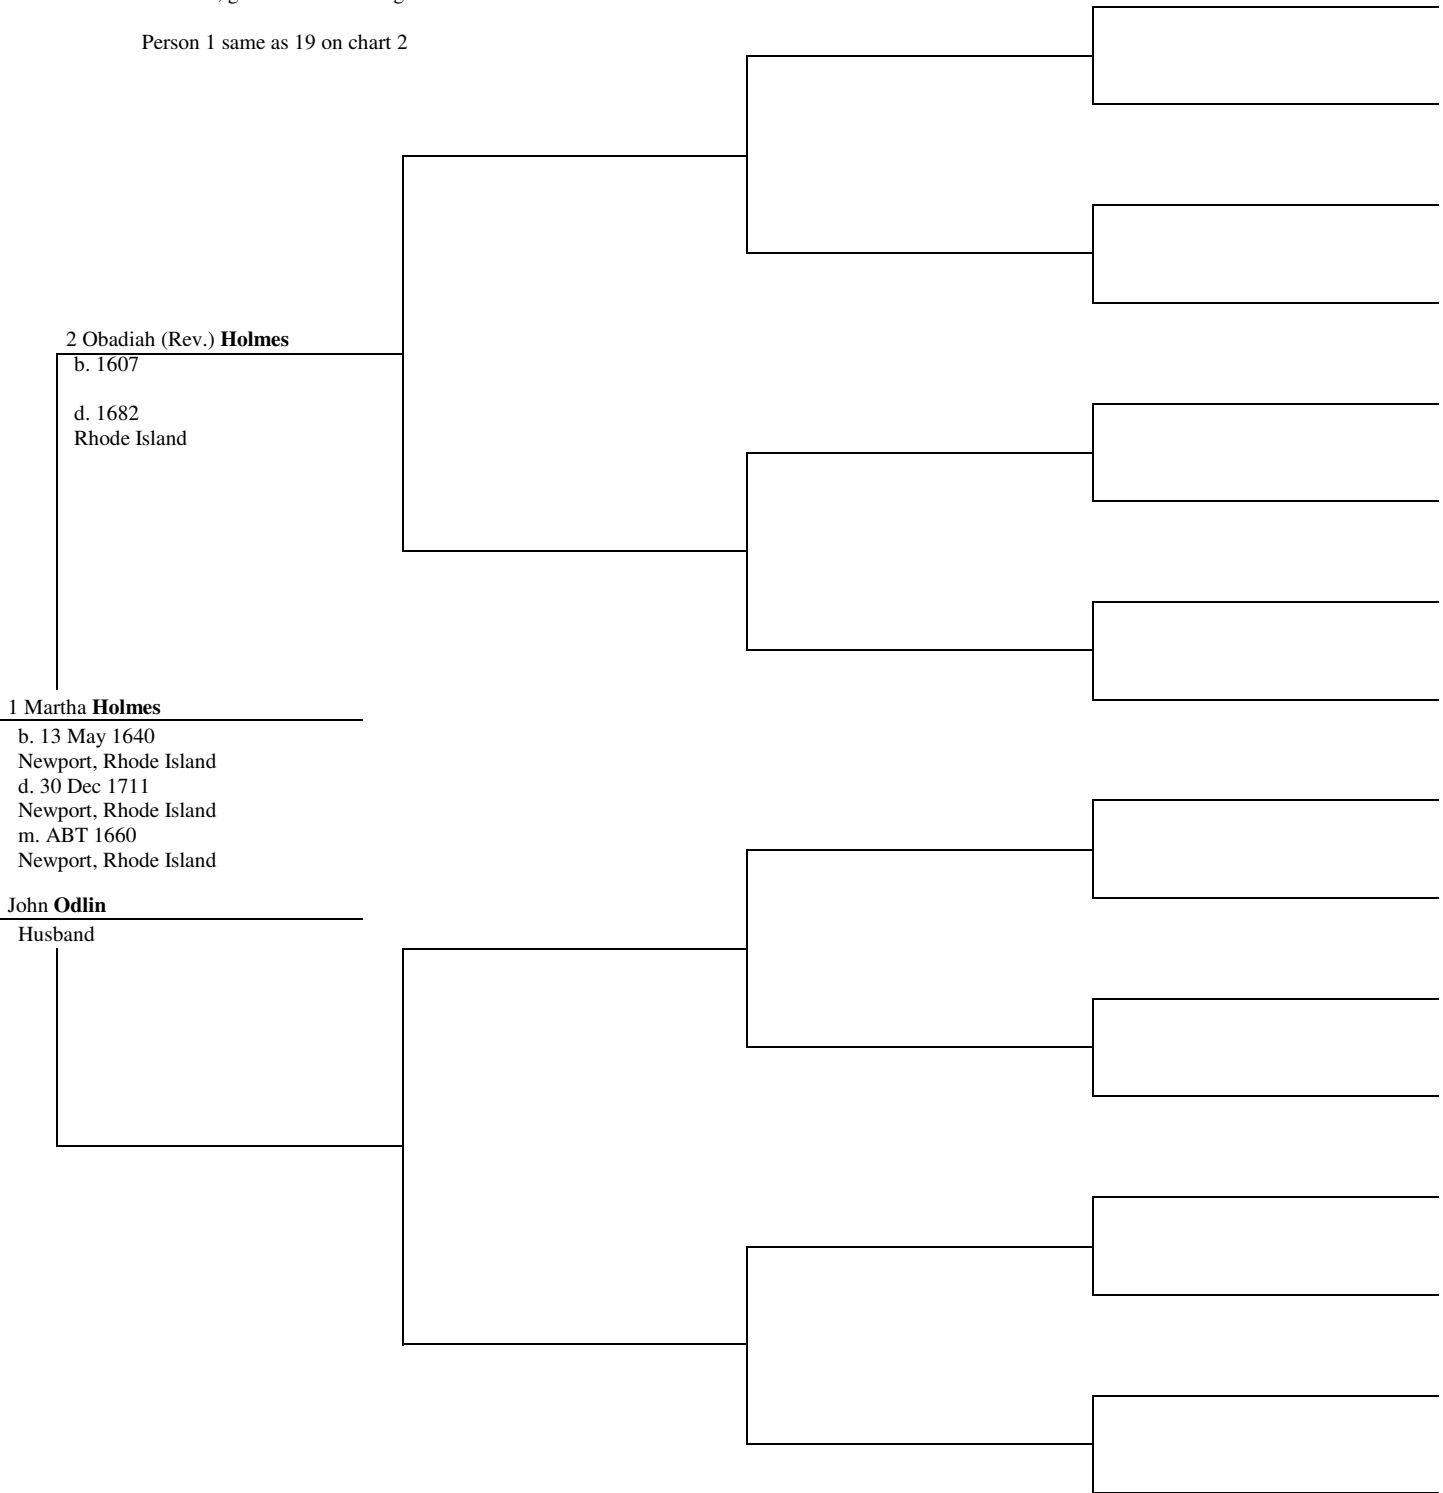 Person 1 same as 19 on chart 2
2 Obadiah (Rev.) Holmes
b. 1607
d. 1682
Rhode Island
1 Martha Holmes
b. 13 May 1640
Newport, Rhode Island
d. 30 Dec 1711
Newport, Rhode Island
m. ABT 1660
Newport, Rhode Island
John Odlin
Husband